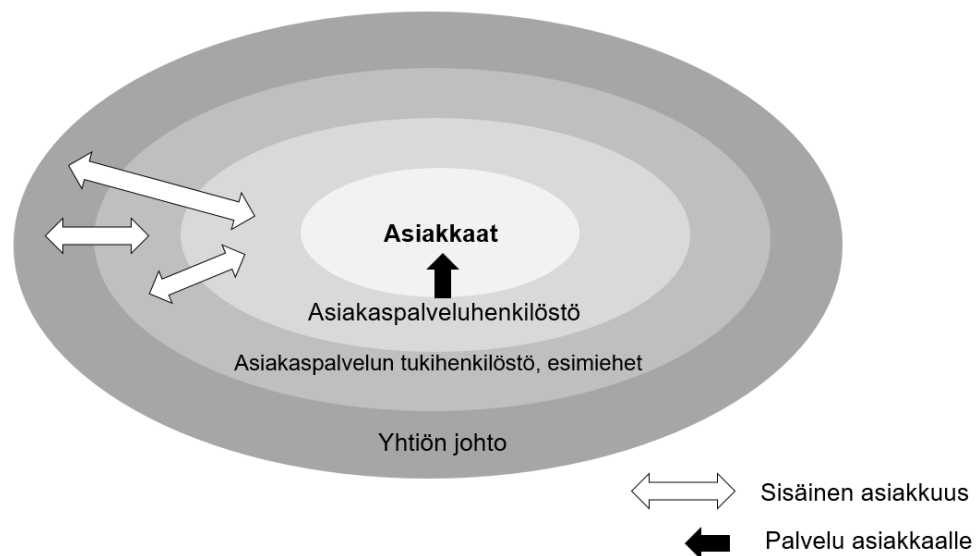 Asiakkaat
Asiakaspalveluhenkilöstö
Asiakaspalvelun tukihenkilöstö, esimiehet
Yhtiön johto
Sisäinen asiakkuus
Palvelu asiakkaalle